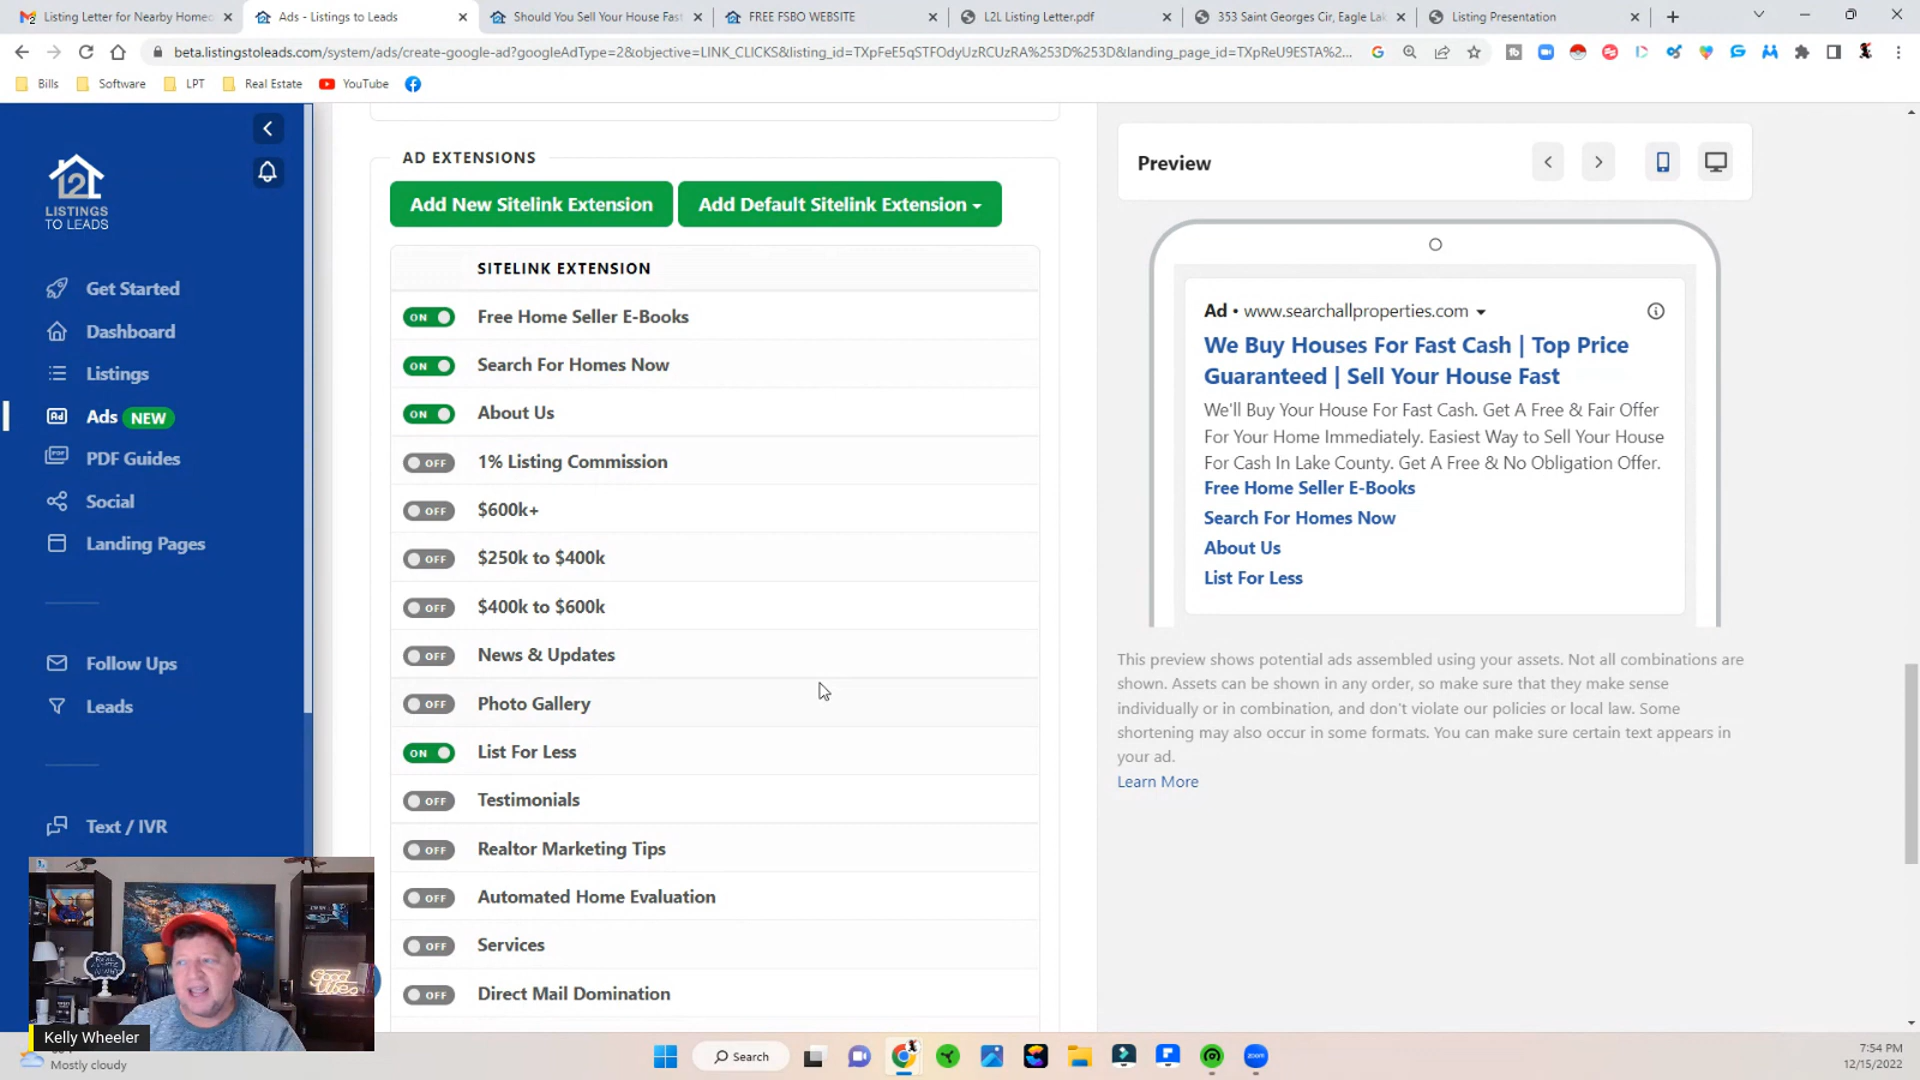 Letter for Nearby Home
Ads - Listings to Leads
Should You Sell Your House Fast
FREE FSBO WEBSITE
L2L Listing Letter.pdf
353 Saint Georges Cir, Eagle La
Listing Presentation
beta.listingstoleads.com/system/ads/create-google-ad?googleAdType=2&objective=LINK_CLICKS&listing_id=TXpFeE5qSTFOdyUzRCUzRA%253D%253D&landing_page_id=TXpReU9ESTA%2...
Bills
Software
LPT
Real Estate
YouTube
L2L
LISTINGS
TO LEADS
Get Started
Dashboard
Listings
Ads NEW
PDF Guides
Social
Landing Pages
Follow Ups
Leads
Text / IVR
AD EXTENSIONS
Add New Sitelink Extension
Add Default Sitelink Extension
SITELINK EXTENSION
ON Free Home Seller E-Books
ON Search For Homes Now
ON About Us
OFF 1% Listing Commission
OFF $600k+
OFF $250k to $400k
OFF $400k to $600k
OFF News & Updates
OFF Photo Gallery
ON List For Less
OFF Testimonials
OFF Realtor Marketing Tips
OFF Automated Home Evaluation
OFF Services
OFF Direct Mail Domination
Preview
Ad • www.searchallproperties.com
We Buy Houses For Fast Cash | Top Price
Guaranteed | Sell Your House Fast
We'll Buy Your House For Fast Cash. Get A Free & Fair Offer
For Your Home Immediately. Easiest Way to Sell Your House
For Cash In Lake County. Get A Free & No Obligation Offer.
Free Home Seller E-Books
Search For Homes Now
About Us
List For Less
This preview shows potential ads assembled using your assets. Not all combinations are
shown. Assets can be shown in any order, so make sure that they make sense
individually or in combination, and don't violate our policies or local law. Some
shortening may also occur in some formats. You can make sure certain text appears in
your ad.
Learn More
Good
Vibes
Kelly Wheeler
Mostly cloudy
Search
zoom
7:54 PM
12/15/2022